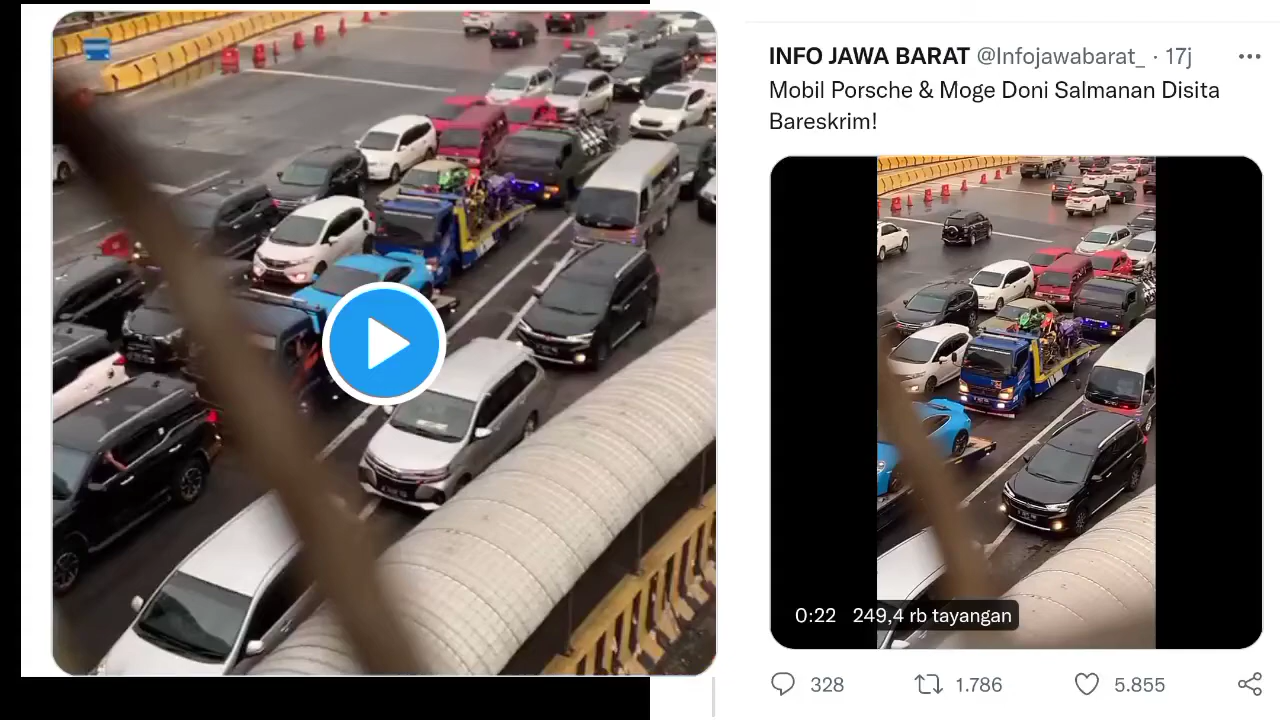 INFO JAWA BARAT @Infojawabarat_ · 17j
Mobil Porsche & Moge Doni Salmanan Disita
Bareskrim!
0:22 249,4 rb tayangan
328 1.786 5.855